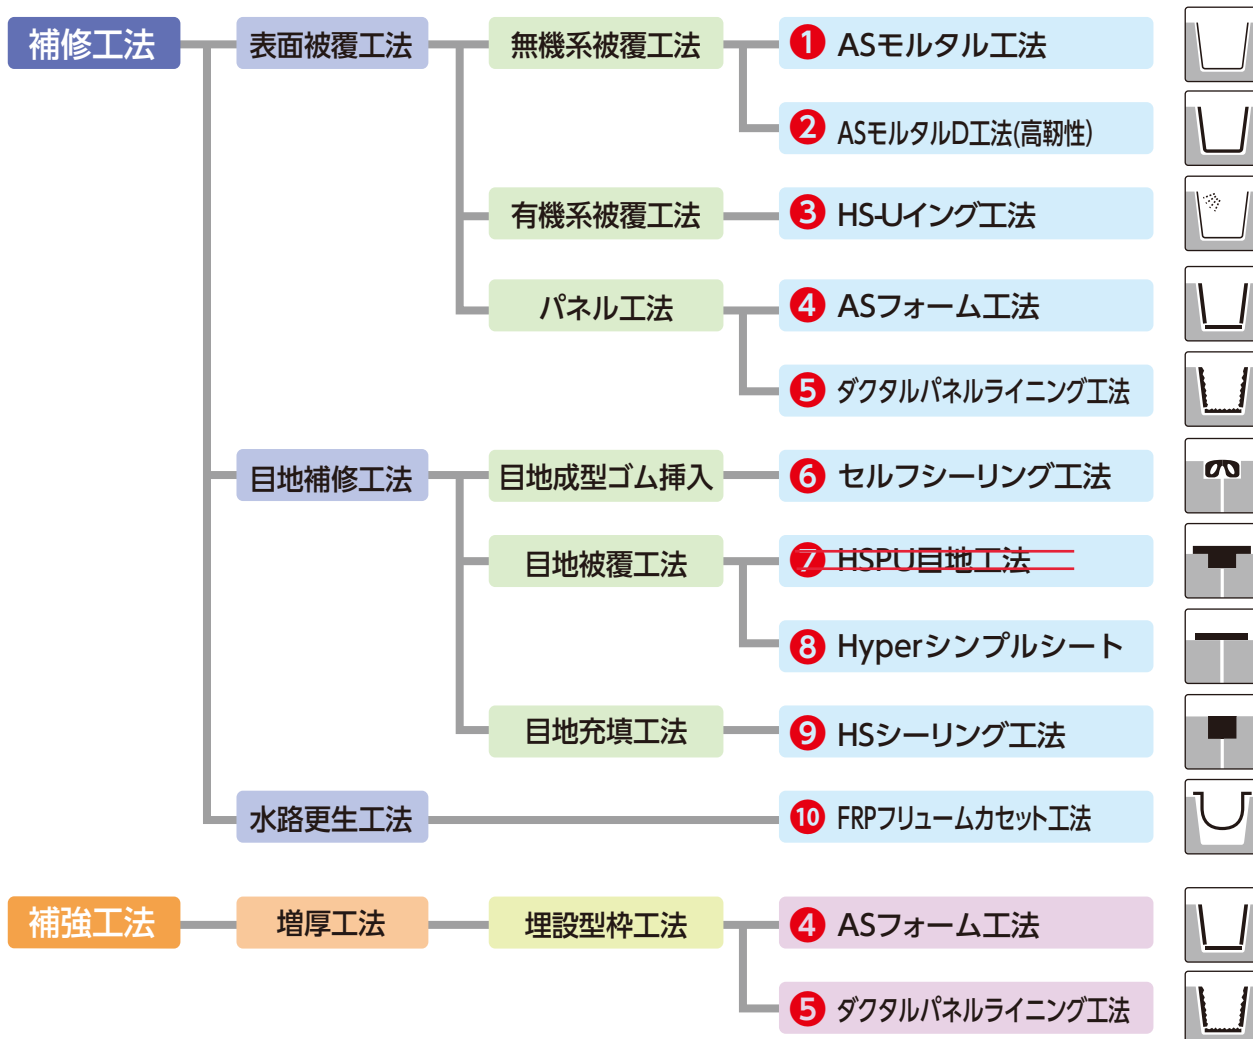 補修工法
表面被覆工法
無機系被覆工法
❶ ASモルタル工法
❷ ASモルタルD工法(高靭性)
有機系被覆工法
❸ HS-Uイング工法
パネル工法
❹ ASフォーム工法
❺ ダクタルパネルライニング工法
目地補修工法
目地成型ゴム挿入
❻ セルフシーリング工法
目地被覆工法
❼ HSPU目地工法
❽ Hyperシンプルシート
目地充填工法
❾ HSシーリング工法
水路更生工法
❿ FRPフリュームカセット工法
補強工法
増厚工法
埋設型枠工法
❹ ASフォーム工法
❺ ダクタルパネルライニング工法